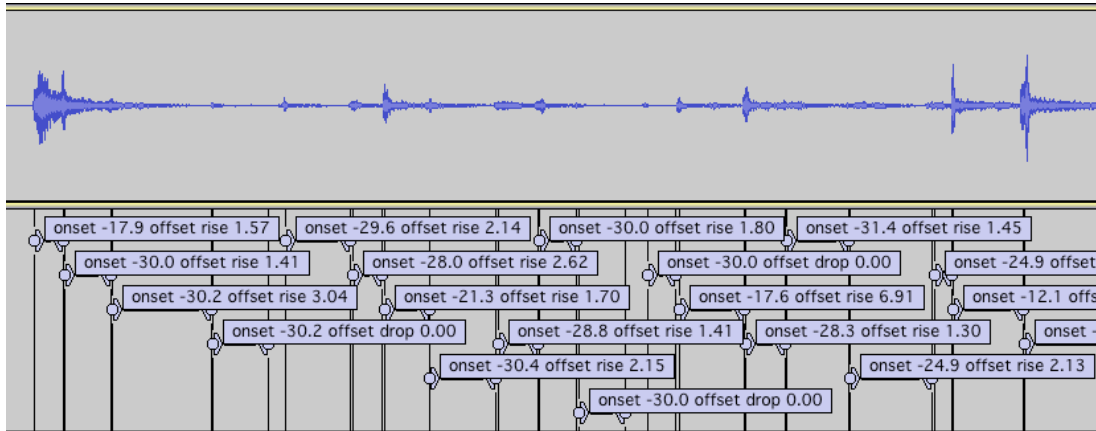 onset -17.9 offset rise 1.57
onset -29.6 offset rise 2.14
onset -30.0 offset rise 1.80
onset -31.4 offset rise 1.45
onset -30.0 offset rise 1.41
onset -28.0 offset rise 2.62
onset -30.0 offset drop 0.00
onset -24.9 offset
onset -30.2 offset rise 3.04
onset -21.3 offset rise 1.70
onset -17.6 offset rise 6.91
onset -12.1 offs
onset -30.2 offset drop 0.00
onset -28.8 offset rise 1.41
onset -28.3 offset rise 1.30
onset -
onset -30.4 offset rise 2.15
onset -24.9 offset rise 2.13
onset -30.0 offset drop 0.00